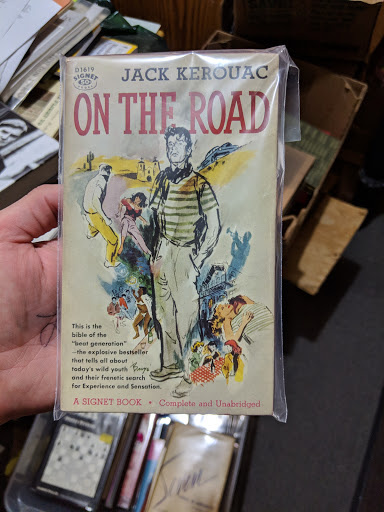 D1619
SIGNET
50
BOOKS
JACK KEROUAC
ON THE ROAD
This is the
bible of the
"beat generation"
—the explosive bestseller
that tells all about
today's wild youth
and their frenetic search
for Experience and Sensation.
A SIGNET BOOK • Complete and Unabridged